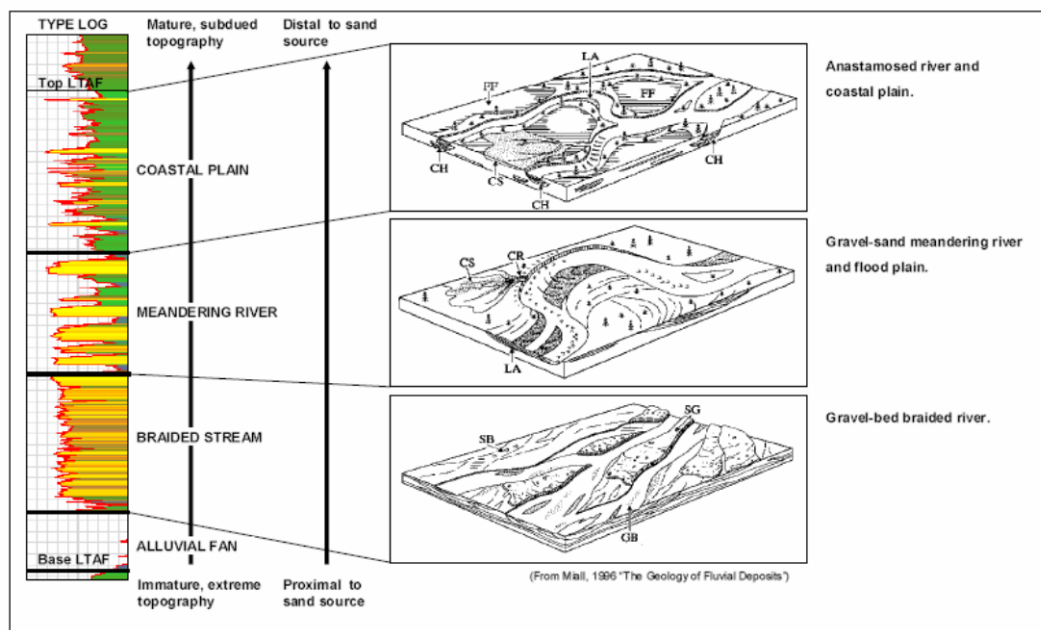 TYPE LOG
Mature, subdued
topography
Distal to sand
source
Top LTAF
COASTAL PLAIN
MEANDERING RIVER
BRAIDED STREAM
ALLUVIAL FAN
Base LTAF
Immature, extreme
topography
Proximal to
sand source
LA
FF
FF
CH
CS
CH
CH
Anastamosed river and
coastal plain.
CS
CR
LA
Gravel-sand meandering river
and flood plain.
SG
SB
GB
Gravel-bed braided river.
(From Miall, 1996 "The Geology of Fluvial Deposits")